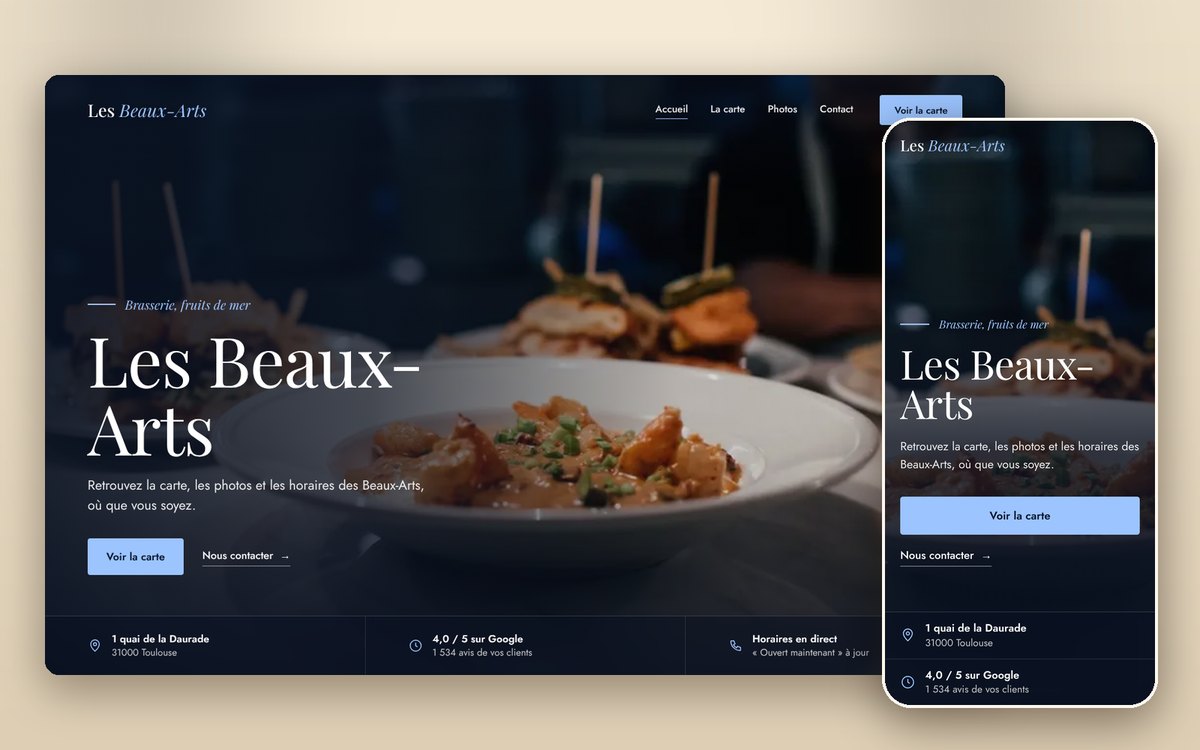 Les Beaux-Arts
Accueil
La carte
Photos
Contact
Voir la carte
Brasserie, fruits de mer
Les Beaux-
Arts
Retrouvez la carte, les photos et les horaires des Beaux-Arts,
où que vous soyez.
Voir la carte
Nous contacter →
1 quai de la Daurade
31000 Toulouse
4,0 / 5 sur Google
1 534 avis de vos clients
Horaires en direct
« Ouvert maintenant » à jour
Les Beaux-Arts
Brasserie, fruits de mer
Les Beaux-
Arts
Retrouvez la carte, les photos et les horaires des
Beaux-Arts, où que vous soyez.
Voir la carte
Nous contacter →
1 quai de la Daurade
31000 Toulouse
4,0 / 5 sur Google
1 534 avis de vos clients